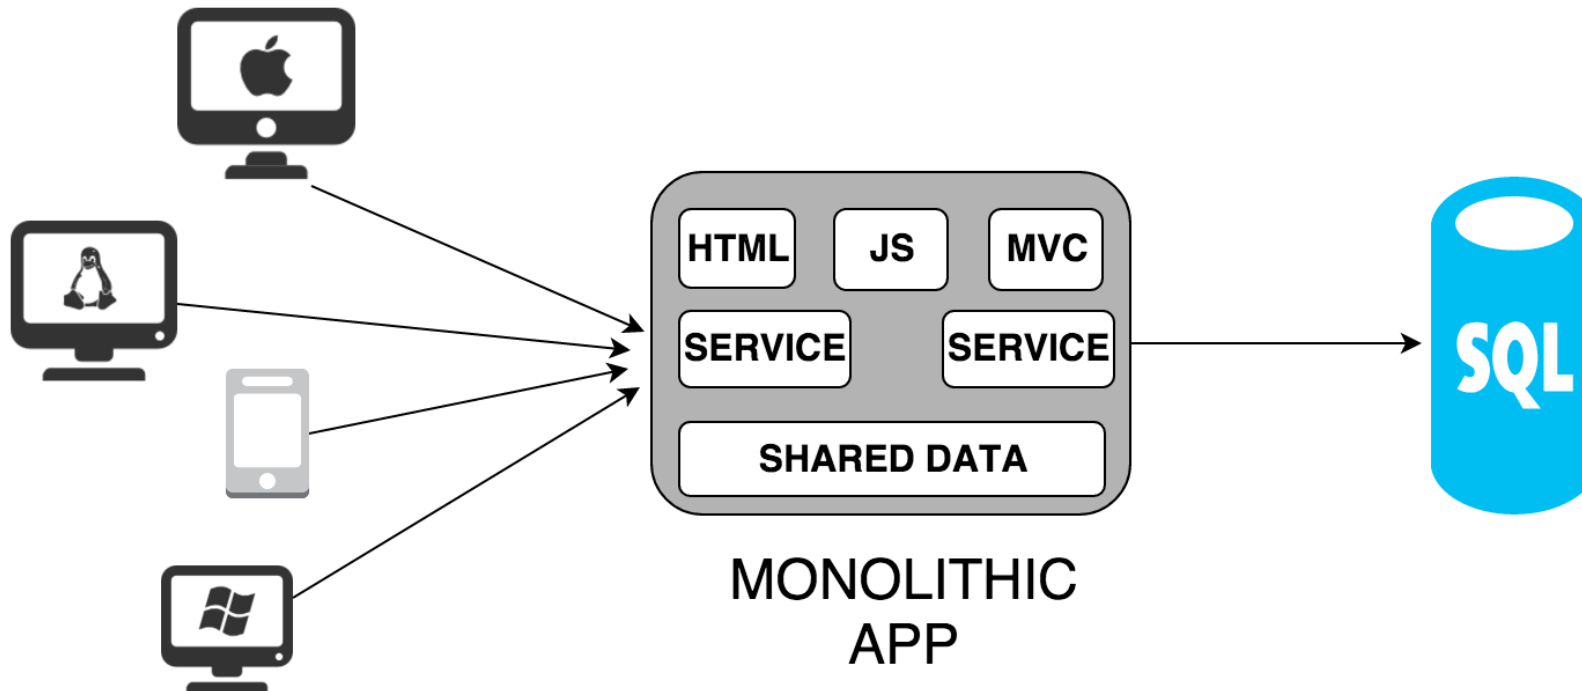 HTML
JS
MVC
SERVICE
SERVICE
SHARED DATA
SQL
MONOLITHIC
APP